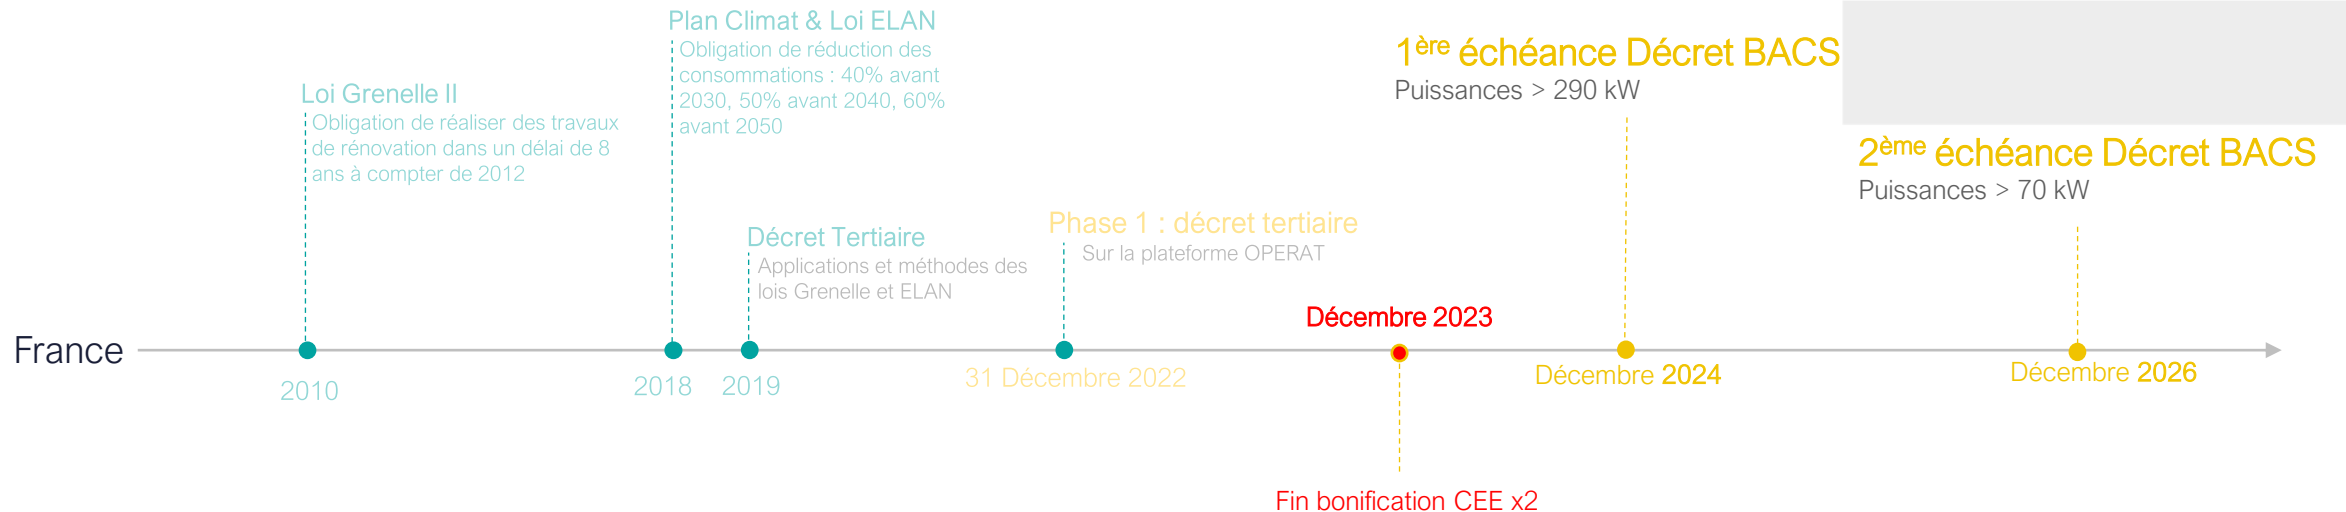 Plan Climat & Loi ELAN
Obligation de réduction des
consommations : 40% avant
2030, 50% avant 2040, 60%
avant 2050
1ère échéance Décret BACS
Puissances > 290 kW
Loi Grenelle II
Obligation de réaliser des travaux
de rénovation dans un délai de 8
ans à compter de 2012
2ème échéance Décret BACS
Puissances > 70 kW
Phase 1 : décret tertiaire
Sur la plateforme OPERAT
Décret Tertiaire
Applications et méthodes des
lois Grenelle et ELAN
Décembre 2023
France
2010
2018
2019
31 Décembre 2022
Décembre 2024
Décembre 2026
Fin bonification CEE x2